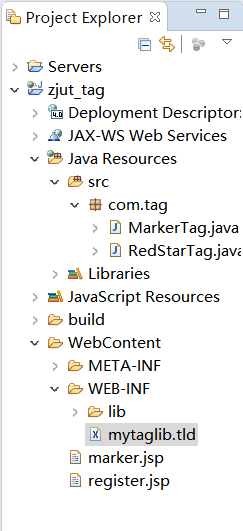 Project Explorer
Servers
zjut_tag
Deployment Descriptor:
JAX-WS Web Services
Java Resources
src
com.tag
MarkerTag.java
RedStarTag.java
Libraries
JavaScript Resources
build
WebContent
META-INF
WEB-INF
lib
mytaglib.tld
marker.jsp
register.jsp